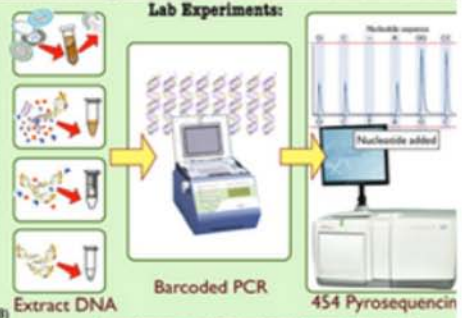 Lab Experiments:
Nucleotide sequence
Nucleotide added
Extract DNA
Barcoded PCR
454 Pyrosequencin